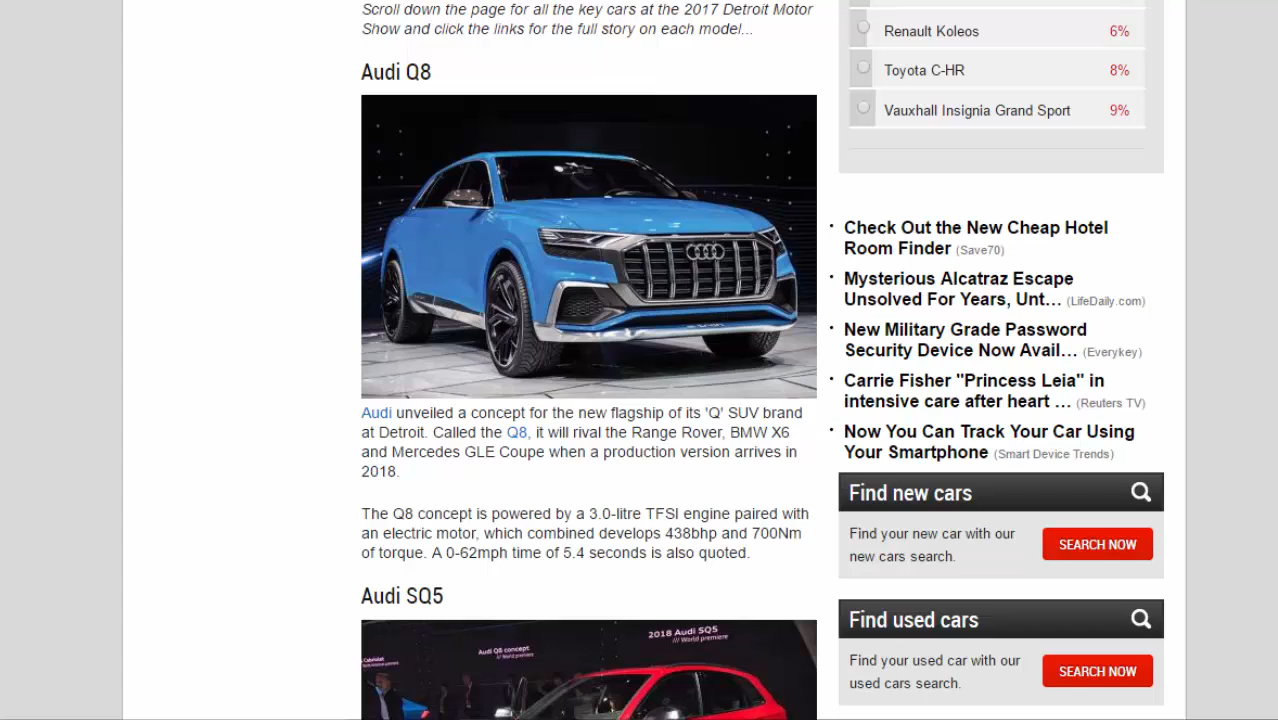 Scroll down the page for all the key cars at the 2017 Detroit Motor
Show and click the links for the full story on each model...
Audi Q8
Audi unveiled a concept for the new flagship of its 'Q' SUV brand
at Detroit. Called the Q8, it will rival the Range Rover, BMW X6
and Mercedes GLE Coupe when a production version arrives in
2018.
The Q8 concept is powered by a 3.0-litre TFSI engine paired with
an electric motor, which combined develops 438bhp and 700Nm
of torque. A 0-62mph time of 5.4 seconds is also quoted.
Audi SQ5
2018 Audi SQ5
/// World premiere
Audi Q8 concept
/// World premiere
Cabriolet
Renault Koleos 6%
Toyota C-HR 8%
Vauxhall Insignia Grand Sport 9%
· Check Out the New Cheap Hotel
Room Finder (Save70)
· Mysterious Alcatraz Escape
Unsolved For Years, Unt... (LifeDaily.com)
· New Military Grade Password
Security Device Now Avail... (Everykey)
· Carrie Fisher "Princess Leia" in
intensive care after heart ... (Reuters TV)
· Now You Can Track Your Car Using
Your Smartphone (Smart Device Trends)
Find new cars
Find your new car with our
new cars search.
SEARCH NOW
Find used cars
Find your used car with our
used cars search.
SEARCH NOW